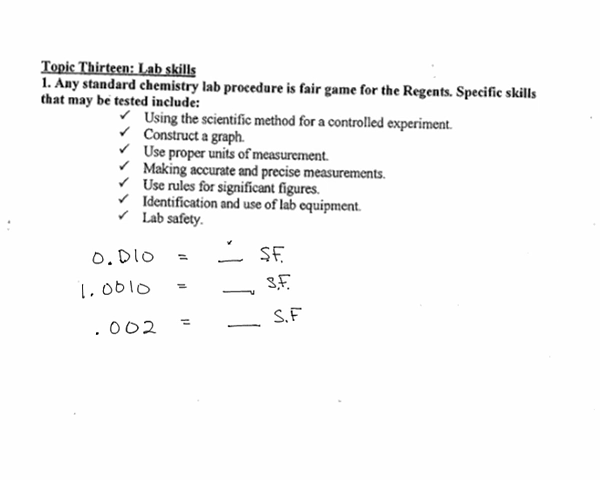 Topic Thirteen: Lab skills
1. Any standard chemistry lab procedure is fair game for the Regents. Specific skills
that may be tested include:
✓ Using the scientific method for a controlled experiment.
✓ Construct a graph.
✓ Use proper units of measurement.
✓ Making accurate and precise measurements.
✓ Use rules for significant figures.
✓ Identification and use of lab equipment.
✓ Lab safety.
0.010 = __ S.F.
1.0010 = __ S.F.
.002 = __ S.F